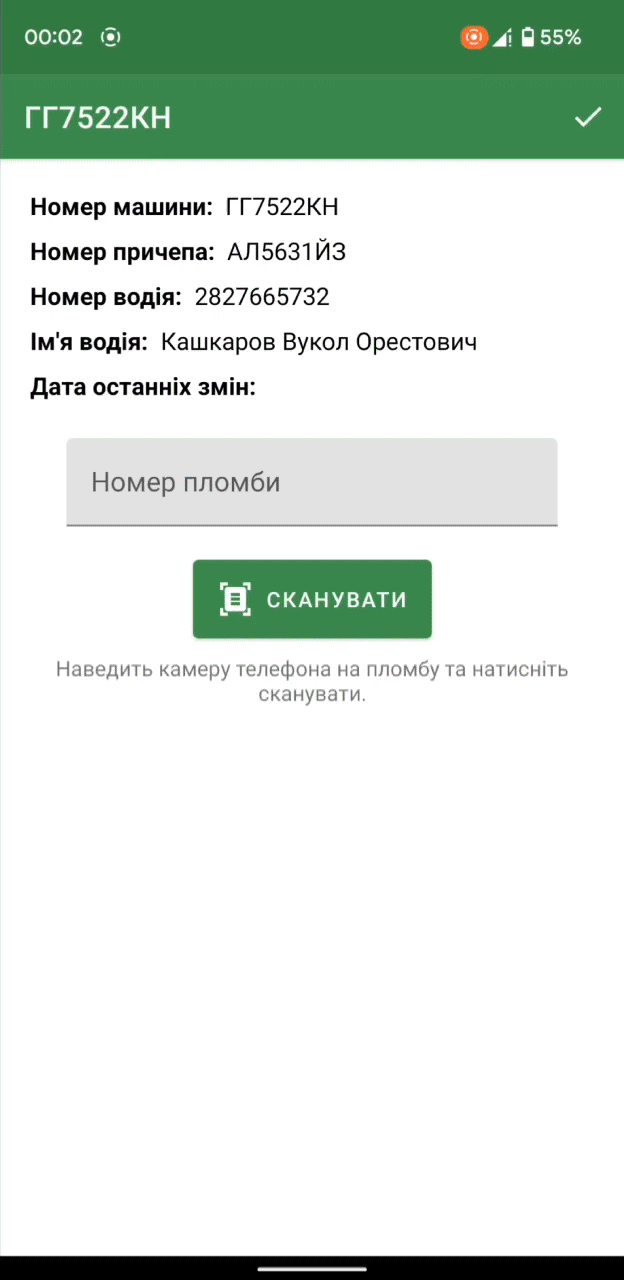 00:02 55%
ГГ7522КН
Номер машини: ГГ7522КН
Номер причепа: АЛ5631ЙЗ
Номер водія: 2827665732
Ім'я водія: Кашкаров Вукол Орестович
Дата останніх змін:
Номер пломби
СКАНУВАТИ
Наведить камеру телефона на пломбу та натисніть
сканувати.